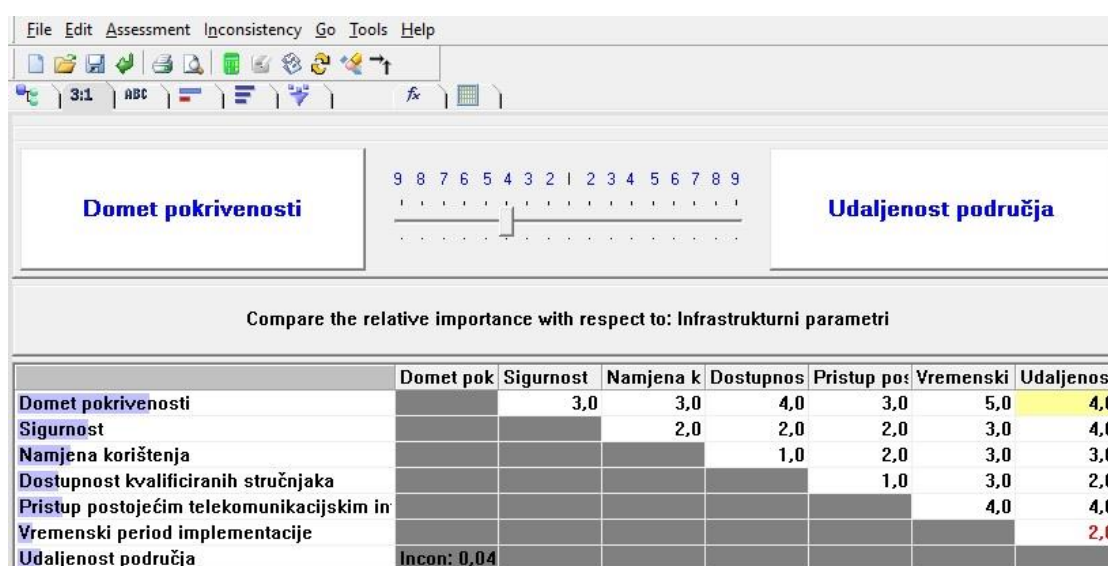 File Edit Assessment Inconsistency Go Tools Help
3:1 ABC fx
9 8 7 6 5 4 3 2 1 2 3 4 5 6 7 8 9
Domet pokrivenosti
Udaljenost područja
Compare the relative importance with respect to: Infrastrukturni parametri
Domet pok Sigurnost Namjena k Dostupnos Pristup pos Vremenski Udaljenos
Domet pokrivenosti 3,0 3,0 4,0 3,0 5,0 4,0
Sigurnost 2,0 2,0 2,0 3,0 4,0
Namjena korištenja 1,0 2,0 3,0 3,0
Dostupnost kvalificiranih stručnjaka 1,0 3,0 2,0
Pristup postojećim telekomunikacijskim in 4,0 4,0
Vremenski period implementacije 2,0
Udaljenost područja Incon: 0,04